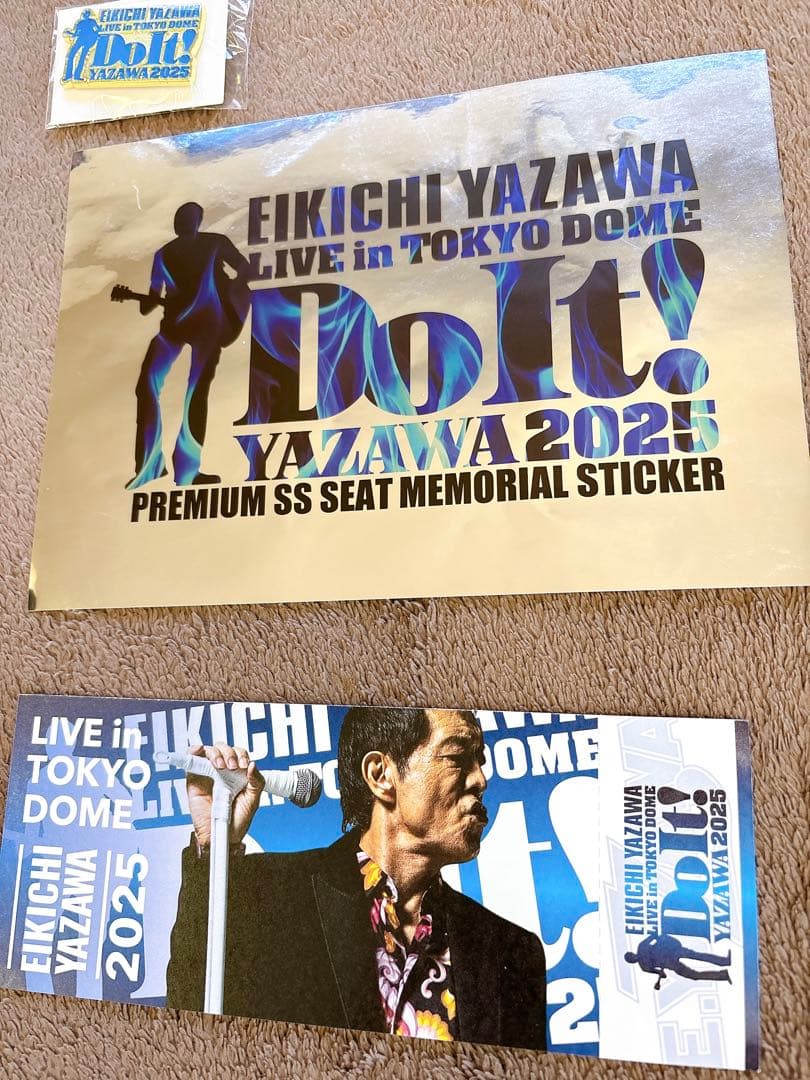 EIKICHI YAZAWA
LIVE in TOKYO DOME
Do It!
YAZAWA 2025
EIKICHI YAZAWA
LIVE in TOKYO DOME
Do It!
YAZAWA 2025
PREMIUM SS SEAT MEMORIAL STICKER
LIVE in
TOKYO
DOME
EIKICHI
YAZAWA
2025
EIKICHI
DOME
EIKICHI YAZAWA
LIVE in TOKYO DOME
Do It!
YAZAWA 2025